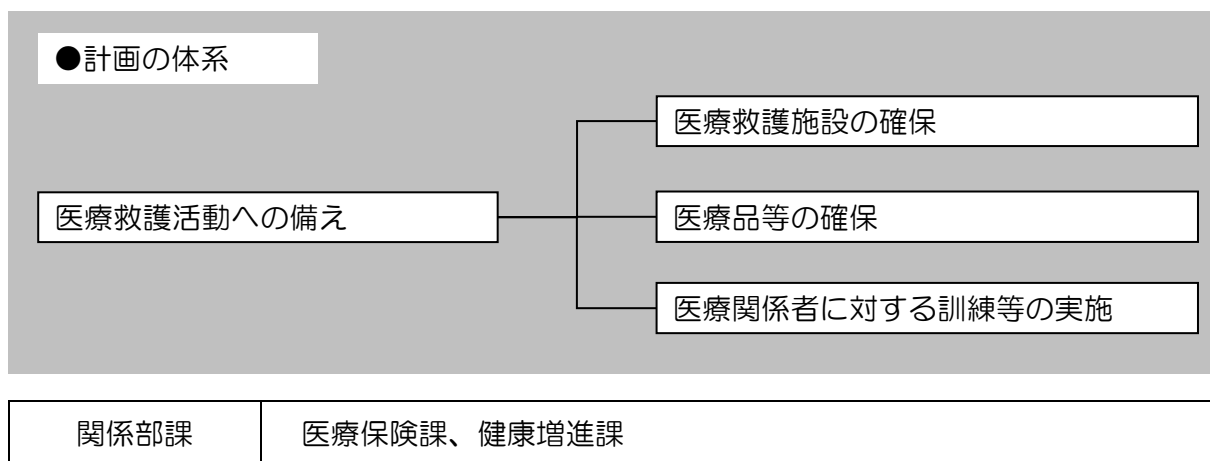 ●計画の体系
医療救護施設の確保
医療救護活動への備え
医療品等の確保
医療関係者に対する訓練等の実施
関係部課
医療保険課、健康増進課